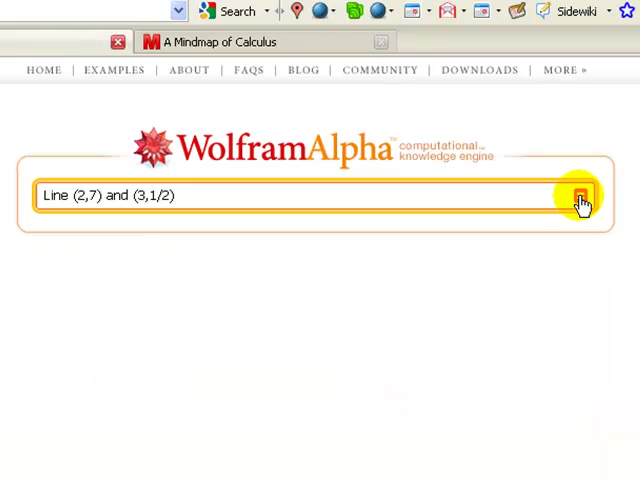 Search Sidewiki
A Mindmap of Calculus
HOME | EXAMPLES | ABOUT | FAQS | BLOG | COMMUNITY | DOWNLOADS | MORE »
WolframAlpha™ computational...
knowledge engine
Line (2,7) and (3,1/2)